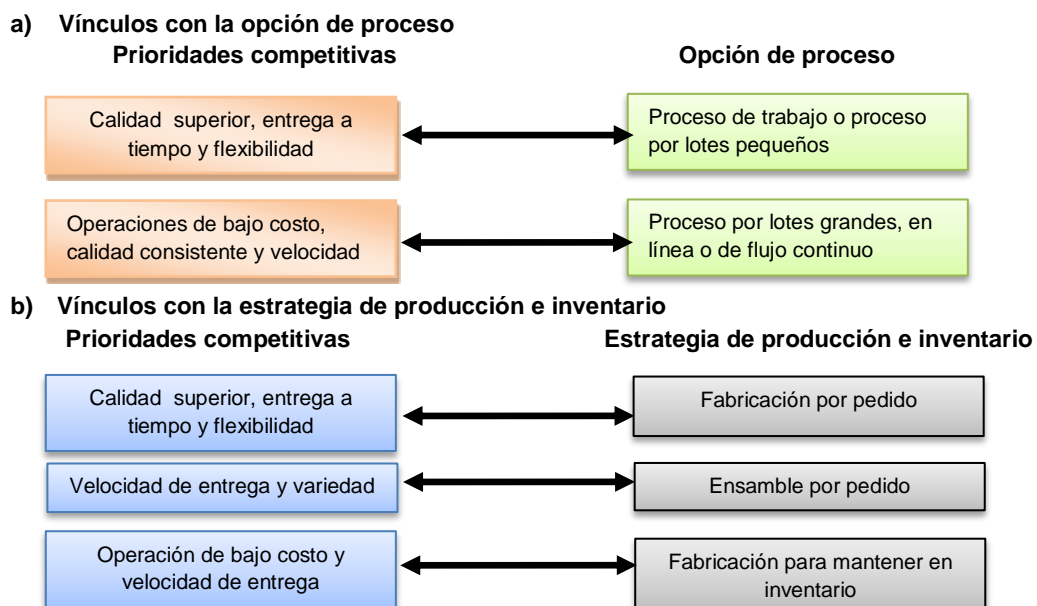 a) Vínculos con la opción de proceso
Prioridades competitivas
Opción de proceso
Calidad superior, entrega a
tiempo y flexibilidad
Proceso de trabajo o proceso
por lotes pequeños
Operaciones de bajo costo,
calidad consistente y velocidad
Proceso por lotes grandes, en
línea o de flujo continuo
b) Vínculos con la estrategia de producción e inventario
Prioridades competitivas
Estrategia de producción e inventario
Calidad superior, entrega a
tiempo y flexibilidad
Fabricación por pedido
Velocidad de entrega y variedad
Ensamble por pedido
Operación de bajo costo y
velocidad de entrega
Fabricación para mantener en
inventario